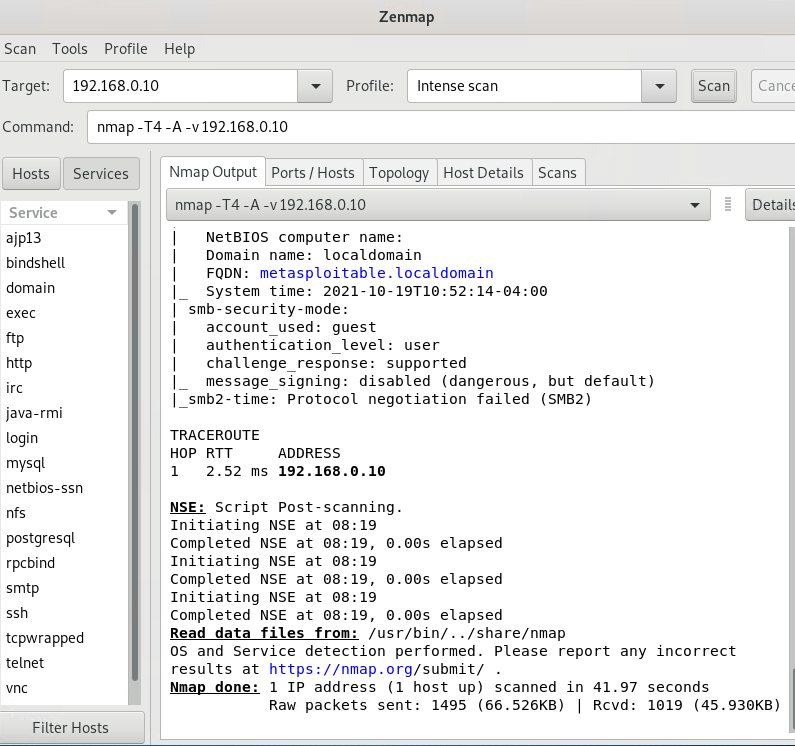 Zenmap
Scan Tools Profile Help
Target: 192.168.0.10 Profile: Intense scan Scan Cance
Command: nmap -T4 -A -v 192.168.0.10
Hosts Services
Nmap Output Ports / Hosts Topology Host Details Scans
nmap -T4 -A -v 192.168.0.10 Details
Service
ajp13
bindshell
domain
exec
ftp
http
irc
java-rmi
login
mysql
netbios-ssn
nfs
postgresql
rpcbind
smtp
ssh
tcpwrapped
telnet
vnc
Filter Hosts
|   NetBIOS computer name:
|   Domain name: localdomain
|   FQDN: metasploitable.localdomain
|_  System time: 2021-10-19T10:52:14-04:00
| smb-security-mode:
|   account_used: guest
|   authentication_level: user
|   challenge_response: supported
|_  message_signing: disabled (dangerous, but default)
|_smb2-time: Protocol negotiation failed (SMB2)
TRACEROUTE
HOP RTT     ADDRESS
1   2.52 ms 192.168.0.10
NSE: Script Post-scanning.
Initiating NSE at 08:19
Completed NSE at 08:19, 0.00s elapsed
Initiating NSE at 08:19
Completed NSE at 08:19, 0.00s elapsed
Initiating NSE at 08:19
Completed NSE at 08:19, 0.00s elapsed
Read data files from: /usr/bin/../share/nmap
OS and Service detection performed. Please report any incorrect
results at https://nmap.org/submit/ .
Nmap done: 1 IP address (1 host up) scanned in 41.97 seconds
Raw packets sent: 1495 (66.526KB) | Rcvd: 1019 (45.930KB)